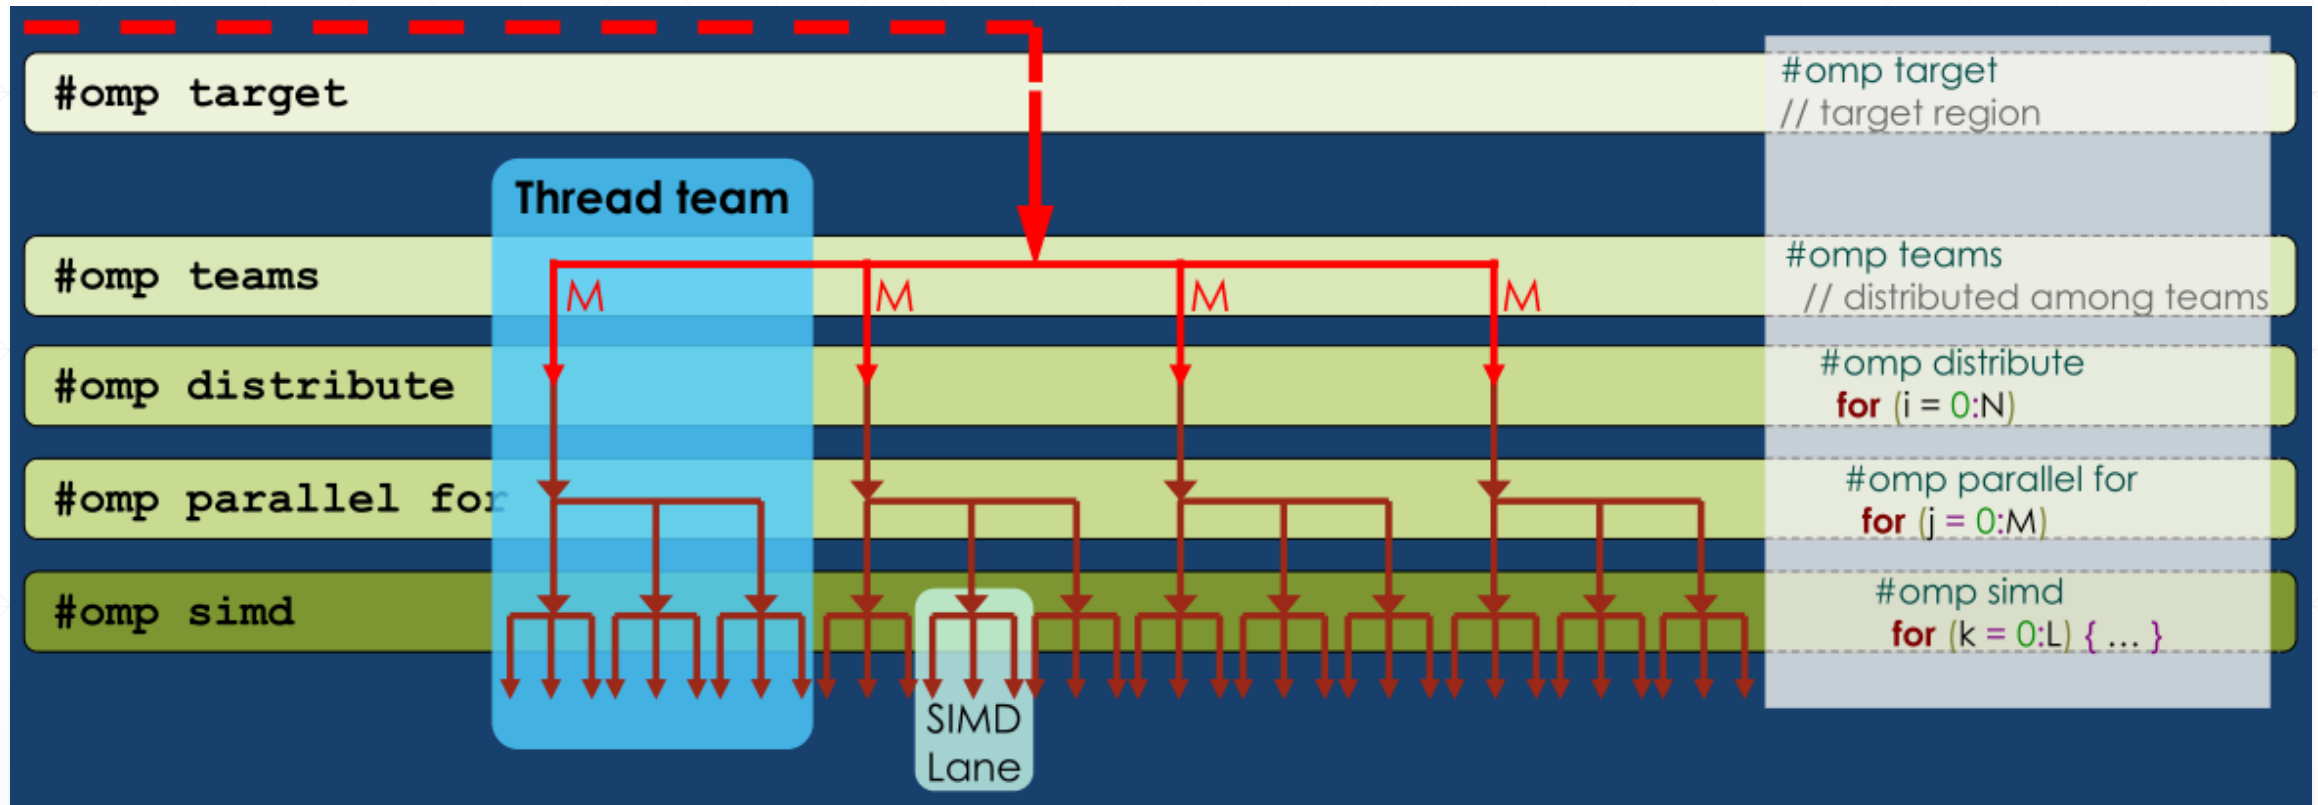 #omp target
#omp target
// target region
Thread team
#omp teams
M
M
M
M
#omp teams
// distributed among teams
#omp distribute
#omp distribute
for (i = 0:N)
#omp parallel for
#omp parallel for
for (j = 0:M)
#omp simd
#omp simd
for (k = 0:L) { ... }
SIMD
Lane